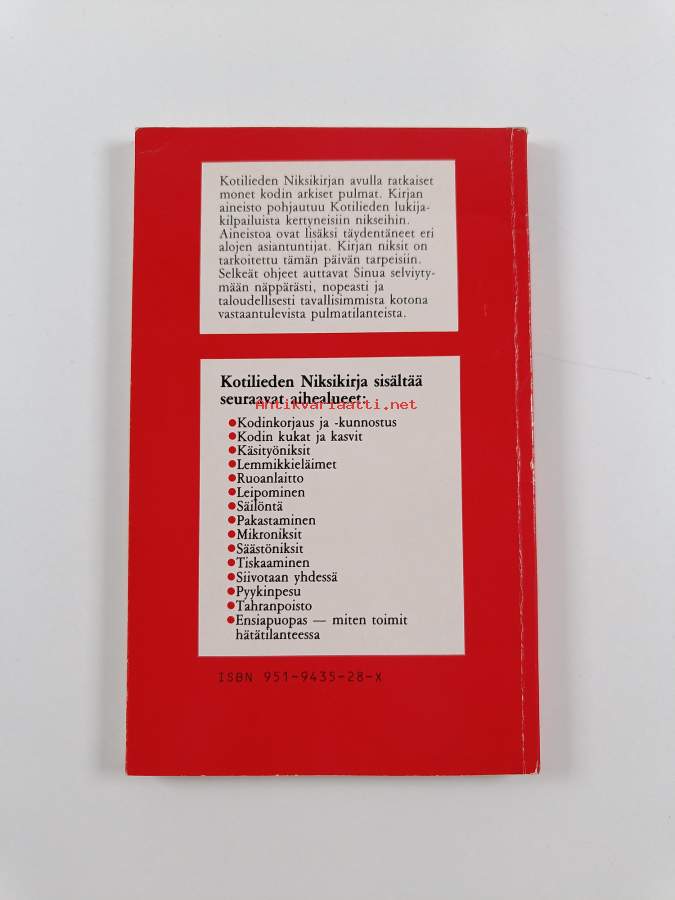 Kotilieden Niksikirjan avulla ratkaiset
monet kodin arkiset pulmat. Kirjan
aineisto pohjautuu Kotilieden lukija-
kilpailuista kertyneisiin nikseihin.
Aineistoa ovat lisäksi täydentäneet eri
alojen asiantuntijat. Kirjan niksit on
tarkoitettu tämän päivän tarpeisiin.
Selkeät ohjeet auttavat Sinua selviyty-
mään näppärästi, nopeasti ja
taloudellisesti tavallisimmista kotona
vastaantulevista pulmatilanteista.
Kotilieden Niksikirja sisältää
seuraavat aihealueet:
Antikvariaatti.net
●Kodinkorjaus ja -kunnostus
●Kodin kukat ja kasvit
●Käsityöniksit
●Lemmikkieläimet
●Ruoanlaitto
●Leipominen
●Säilöntä
●Pakastaminen
●Mikroniksit
●Säästöniksit
●Tiskaaminen
●Siivotaan yhdessä
●Pyykinpesu
●Tahranpoisto
●Ensiapuopas — miten toimit
hätätilanteessa
ISBN 951-9435-28-X